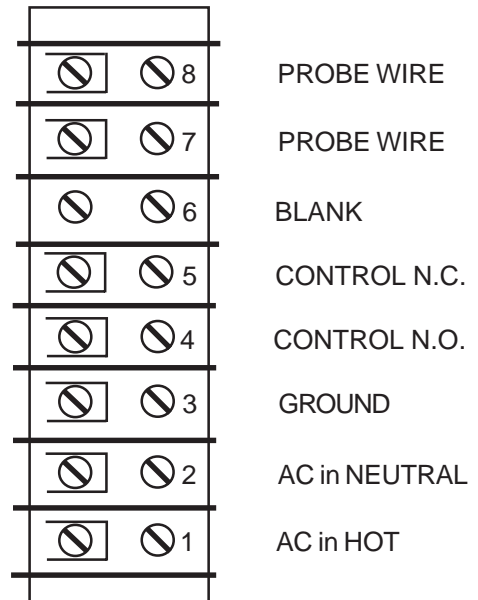 8 PROBE WIRE
7 PROBE WIRE
6 BLANK
5 CONTROL N.C.
4 CONTROL N.O.
3 GROUND
2 AC in NEUTRAL
1 AC in HOT